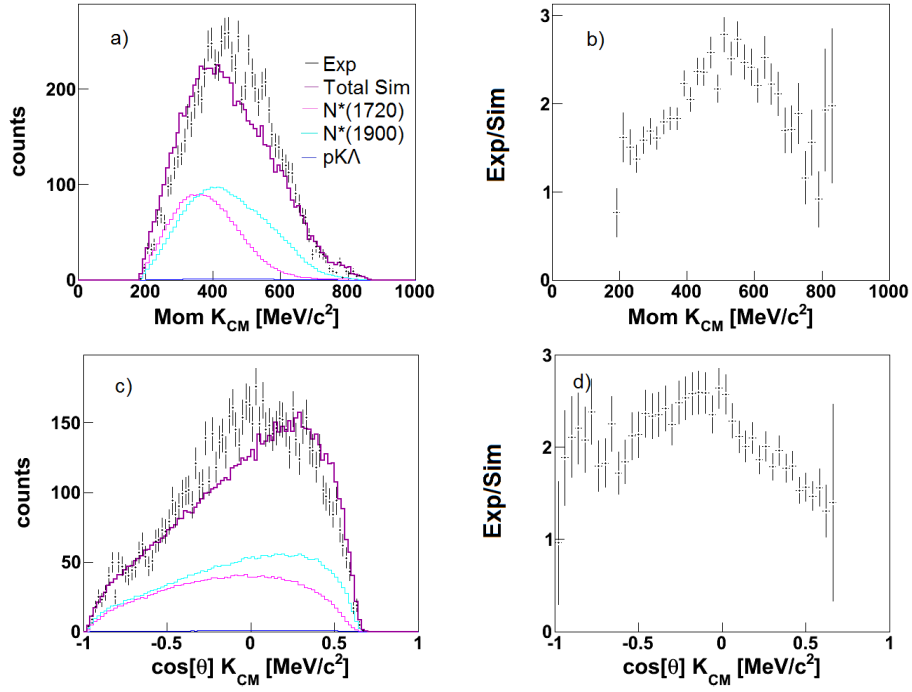 a)
Exp
Total Sim
N*(1720)
N*(1900)
pKΛ
counts
200
100
0
0 200 400 600 800 1000
Mom K_CM [MeV/c²]
b)
Exp/Sim
3
2
1
0
0 200 400 600 800 1000
Mom K_CM [MeV/c²]
c)
counts
150
100
50
0
-1 -0.5 0 0.5 1
cos[θ] K_CM [MeV/c²]
d)
Exp/Sim
3
2
1
0
-1 -0.5 0 0.5 1
cos[θ] K_CM [MeV/c²]